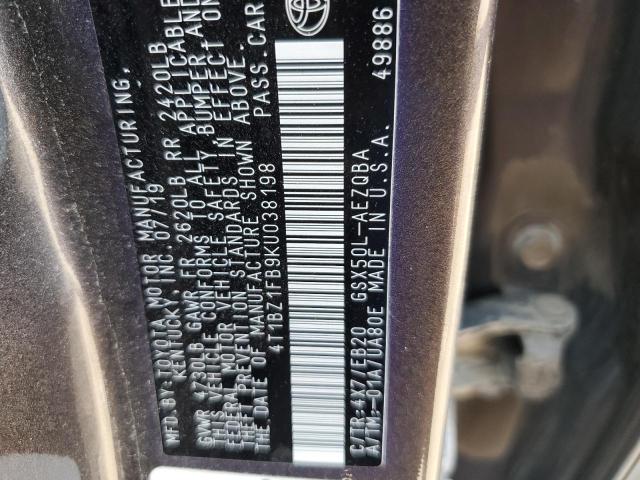 MFD.BY TOYOTA MOTOR MANUFACTURING,
KENTUCKY, INC. 07/19
GVWR 4730LB GAWR FR 2620LB RR 2420LB
THIS VEHICLE CONFORMS TO ALL APPLICABLE
FEDERAL MOTOR VEHICLE SAFETY, BUMPER AND
THEFT PREVENTION STANDARDS IN EFFECT ON
THE DATE OF MANUFACTURE SHOWN ABOVE.
4T1BZ1FB9KU038198 PASS. CAR
C/TR:4X7/EB20 GSX50L-AEZQBA
A/TM:-01A/UA80E MADE IN U.S.A. 49886